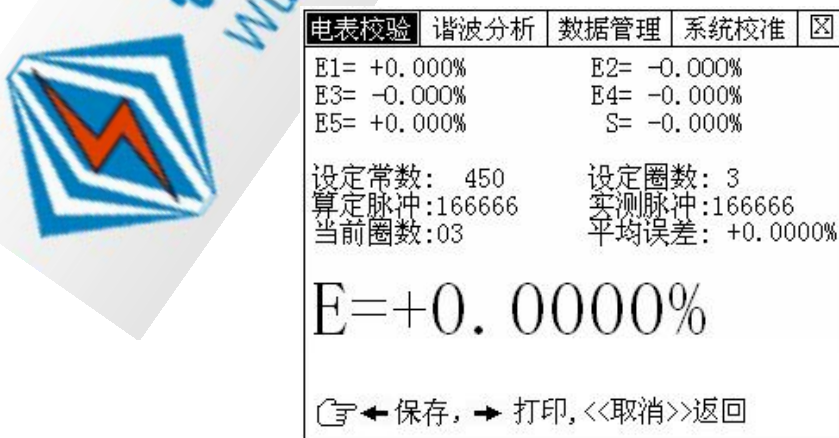 wu
电表校验 谐波分析 数据管理 系统校准
E1= +0.000% E2= -0.000%
E3= -0.000% E4= -0.000%
E5= +0.000% S= -0.000%
设定常数: 450 设定圈数: 3
算定脉冲:166666 实测脉冲:166666
当前圈数:03 平均误差: +0.0000%
E=+0.0000%
保存, 打印,<<取消>>返回